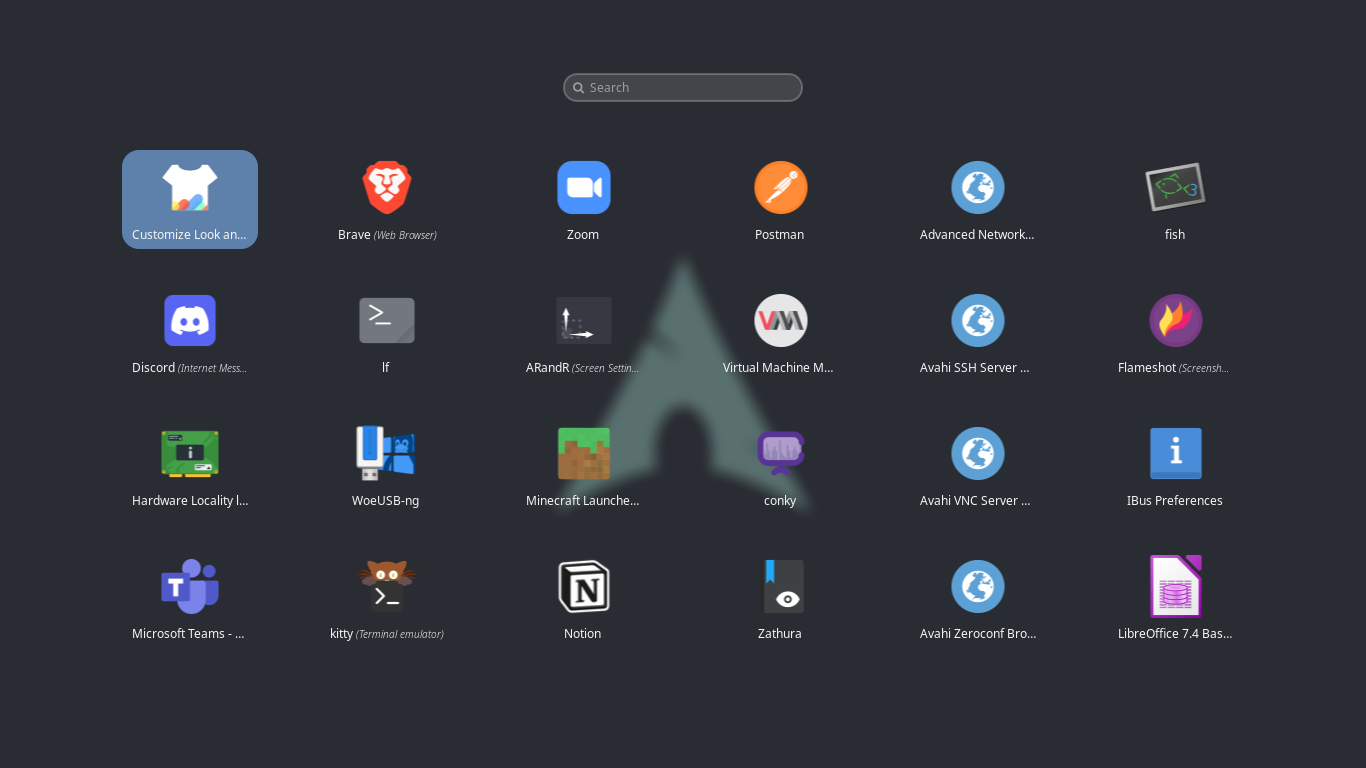 Search
Customize Look an...
Brave (Web Browser)
Zoom
Postman
Advanced Network...
fish
Discord (Internet Mess...
lf
ARandR (Screen Settin...
Virtual Machine M...
Avahi SSH Server ...
Flameshot (Screensh...
Hardware Locality l...
WoeUSB-ng
Minecraft Launche...
conky
Avahi VNC Server ...
IBus Preferences
Microsoft Teams - ...
kitty (Terminal emulator)
Notion
Zathura
Avahi Zeroconf Bro...
LibreOffice 7.4 Bas...